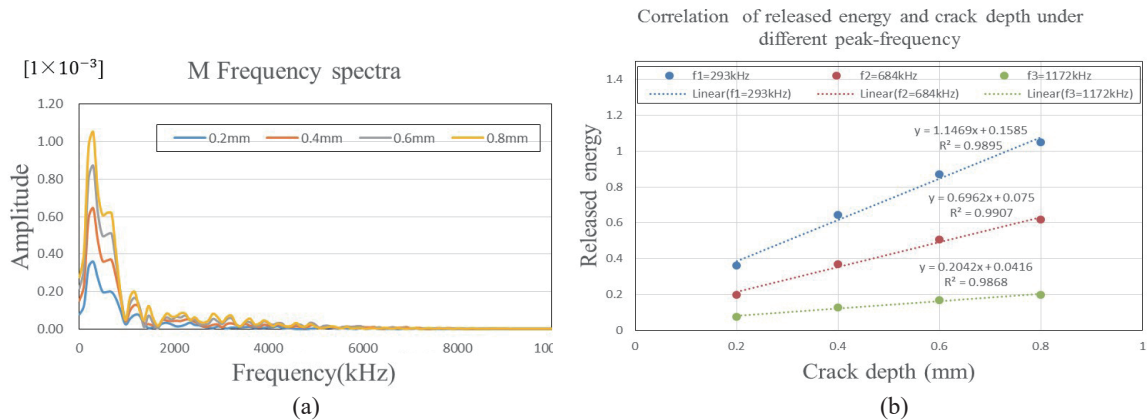 [1×10⁻³]
M Frequency spectra
1.20
1.00
0.80
0.60
0.40
0.20
0.00
0.2mm 0.4mm 0.6mm 0.8mm
Amplitude
0 2000 4000 6000 8000 100
Frequency(kHz)
(a)
Correlation of released energy and crack depth under
different peak-frequency
1.4
1.2
1
0.8
0.6
0.4
0.2
0
f1=293kHz f2=684kHz f3=1172kHz
Linear(f1=293kHz) Linear(f2=684kHz) Linear(f3=1172kHz)
y = 1.1469x+0.1585
R² = 0.9895
y = 0.6962x+0.075
R² = 0.9907
y = 0.2042x+0.0416
R² = 0.9868
Released energy
0 0.2 0.4 0.6 0.8 1
Crack depth (mm)
(b)